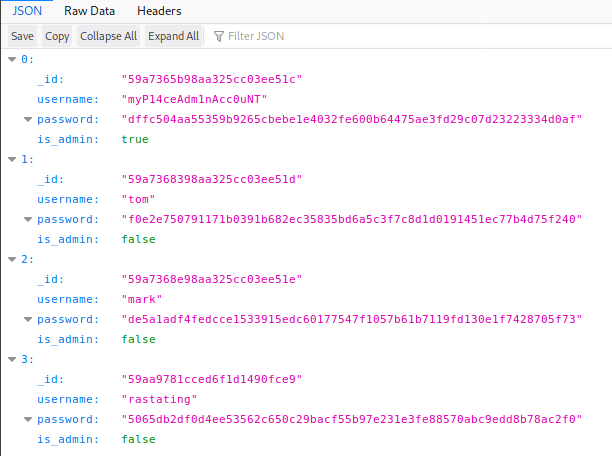 JSON Raw Data Headers
Save Copy Collapse All Expand All Filter JSON
0:
_id: "59a7365b98aa325cc03ee51c"
username: "myP14ceAdm1nAcc0uNT"
password: "dffc504aa55359b9265cbebe1e4032fe600b64475ae3fd29c07d23223334d0af"
is_admin: true
1:
_id: "59a7368398aa325cc03ee51d"
username: "tom"
password: "f0e2e750791171b0391b682ec35835bd6a5c3f7c8d1d0191451ec77b4d75f240"
is_admin: false
2:
_id: "59a7368e98aa325cc03ee51e"
username: "mark"
password: "de5a1adf4fedcce1533915edc60177547f1057b61b7119fd130e1f7428705f73"
is_admin: false
3:
_id: "59aa9781cced6f1d1490fce9"
username: "rastating"
password: "5065db2df0d4ee53562c650c29bacf55b97e231e3fe88570abc9edd8b78ac2f0"
is_admin: false